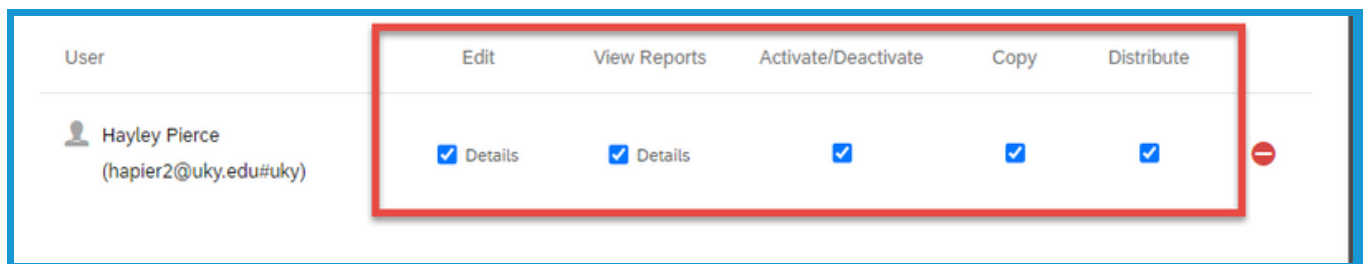 User Edit View Reports Activate/Deactivate Copy Distribute
Hayley Pierce
Details Details
(hapier2@uky.edu#uky)